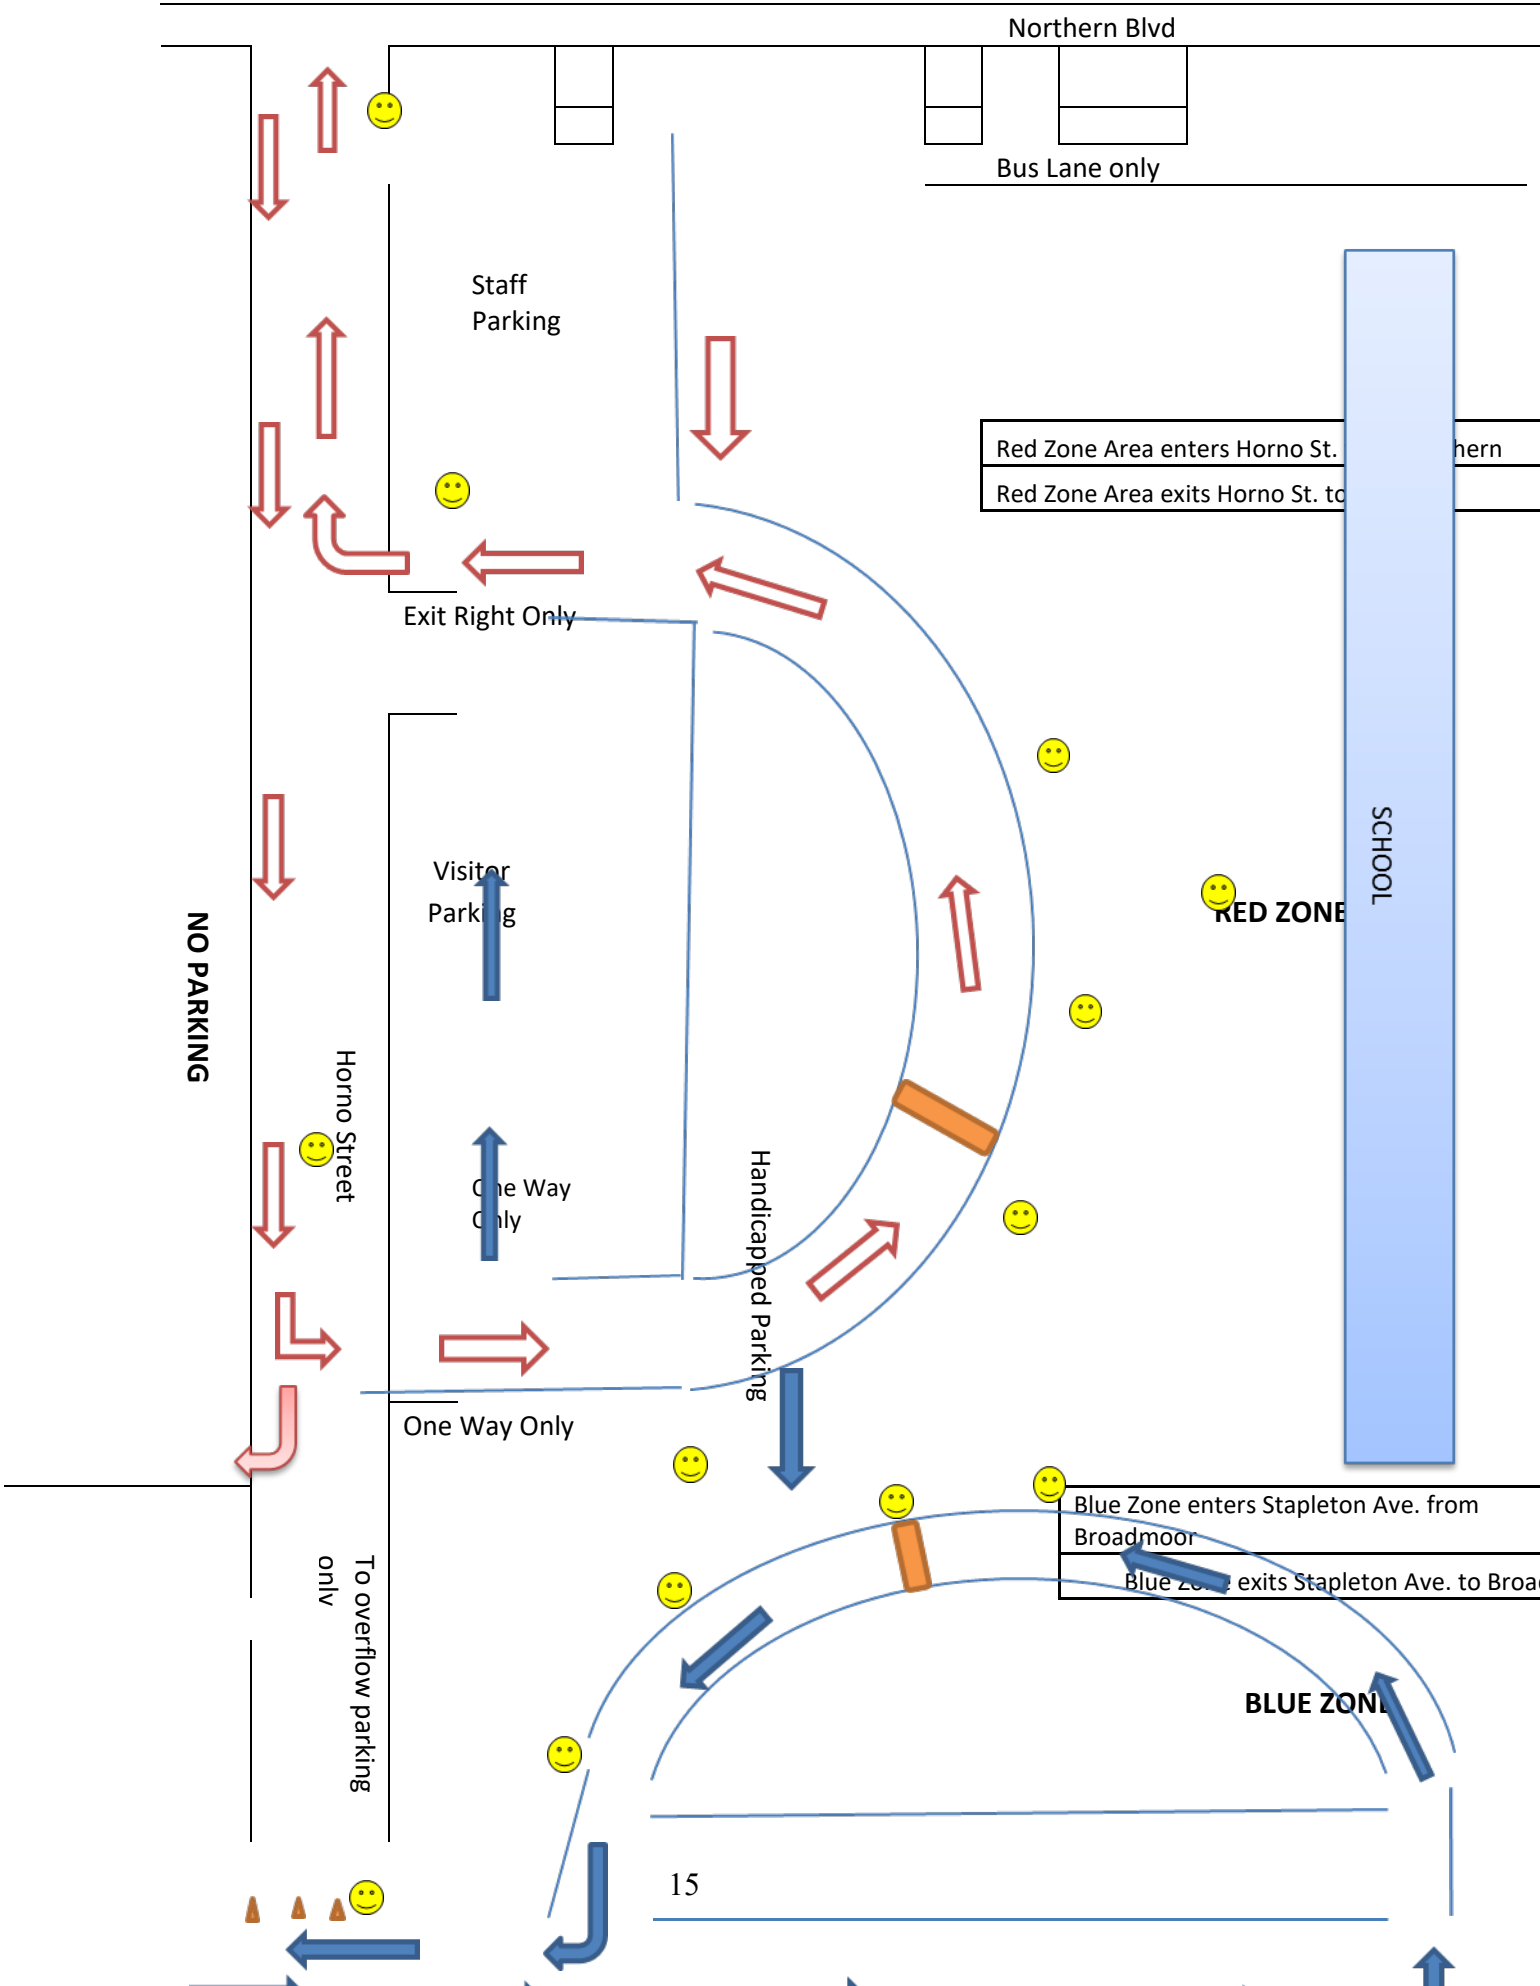 Northern Blvd
Bus Lane only
Staff
Parking
Red Zone Area enters Horno St. hern
Red Zone Area exits Horno St. to
Exit Right Only
SCHOOL
Visitor
Parking
RED ZONE
NO PARKING
Horno Street
One Way
Only
Handicapped Parking
One Way Only
Blue Zone enters Stapleton Ave. from
Broadmoor
Blue Zone exits Stapleton Ave. to Broa
To overflow parking
only
BLUE ZONE
15